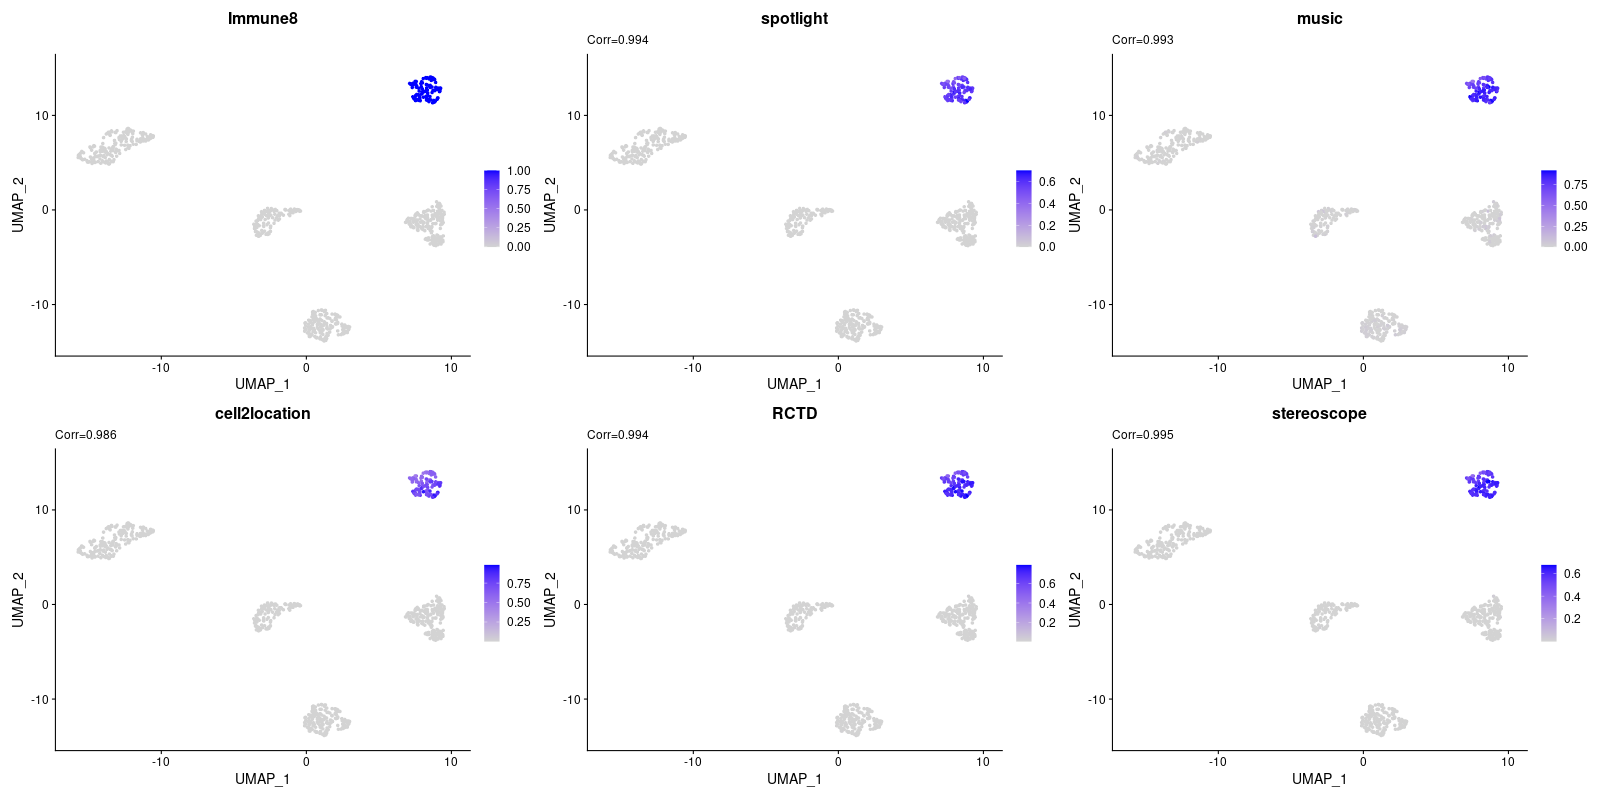 Immune8
UMAP_2
10
0
-10
-10
0
10
UMAP_1
1.00
0.75
0.50
0.25
0.00
spotlight
Corr=0.994
UMAP_2
10
0
-10
-10
0
10
UMAP_1
0.6
0.4
0.2
0.0
music
Corr=0.993
UMAP_2
10
0
-10
-10
0
10
UMAP_1
0.75
0.50
0.25
0.00
cell2location
Corr=0.986
UMAP_2
10
0
-10
-10
0
10
UMAP_1
0.75
0.50
0.25
RCTD
Corr=0.994
UMAP_2
10
0
-10
-10
0
10
UMAP_1
0.6
0.4
0.2
stereoscope
Corr=0.995
UMAP_2
10
0
-10
-10
0
10
UMAP_1
0.6
0.4
0.2